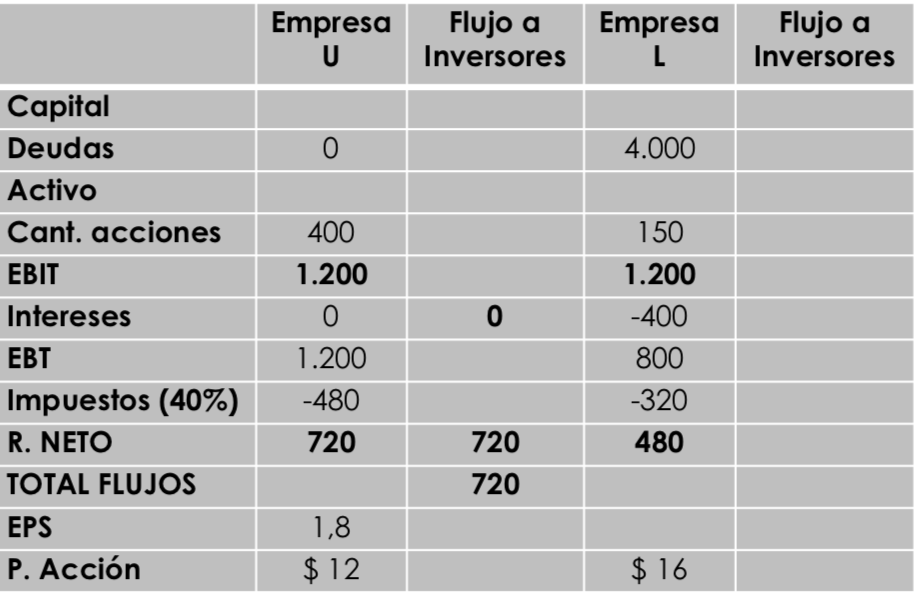 Empresa U Flujo a Inversores Empresa L Flujo a Inversores
Capital
Deudas 0 4.000
Activo
Cant. acciones 400 150
EBIT 1.200 1.200
Intereses 0 0 -400
EBT 1.200 800
Impuestos (40%) -480 -320
R. NETO 720 720 480
TOTAL FLUJOS 720
EPS 1,8
P. Acción $ 12 $ 16